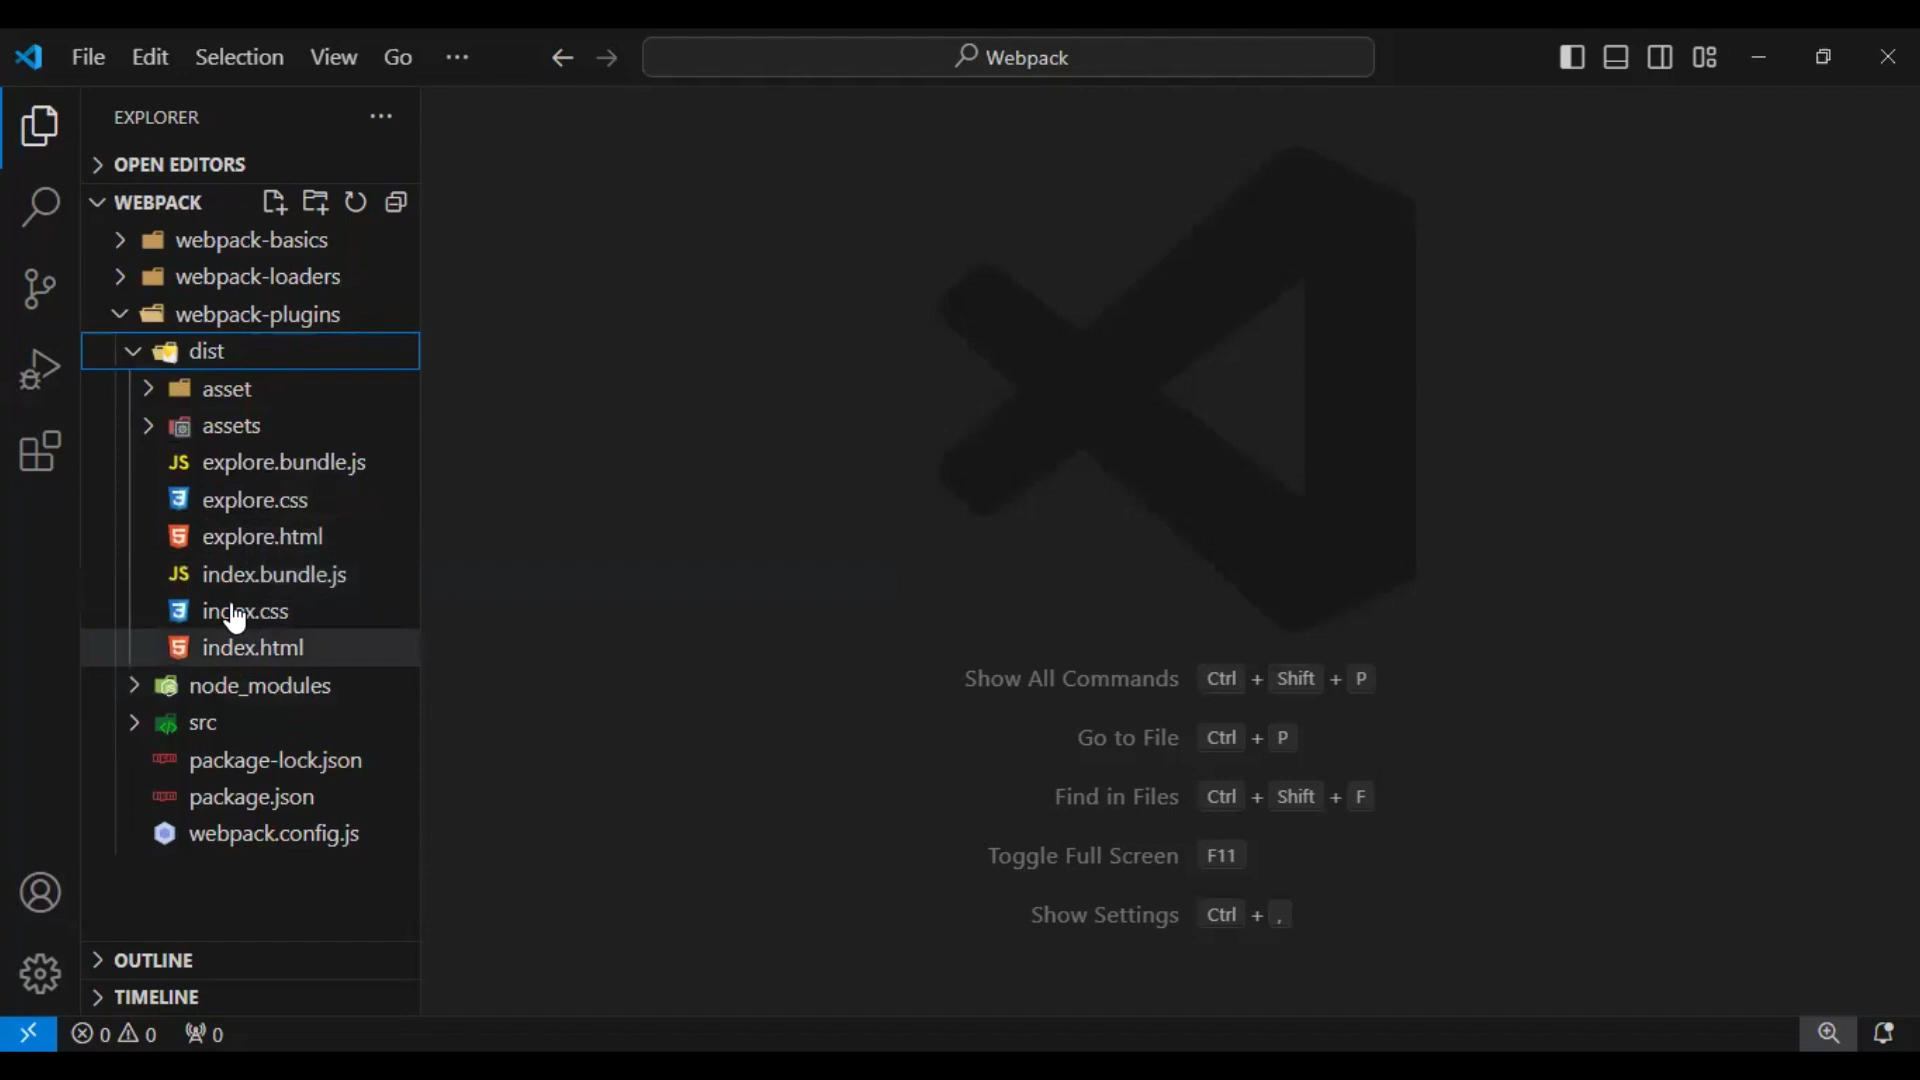 File Edit Selection View Go ··· Webpack
EXPLORER ···
OPEN EDITORS
WEBPACK
webpack-basics
webpack-loaders
webpack-plugins
dist
asset
assets
JS explore.bundle.js
explore.css
explore.html
JS index.bundle.js
index.css
index.html
node_modules
src
package-lock.json
package.json
webpack.config.js
OUTLINE
TIMELINE
Show All Commands Ctrl + Shift + P
Go to File Ctrl + P
Find in Files Ctrl + Shift + F
Toggle Full Screen F11
Show Settings Ctrl + ,
0 0 0